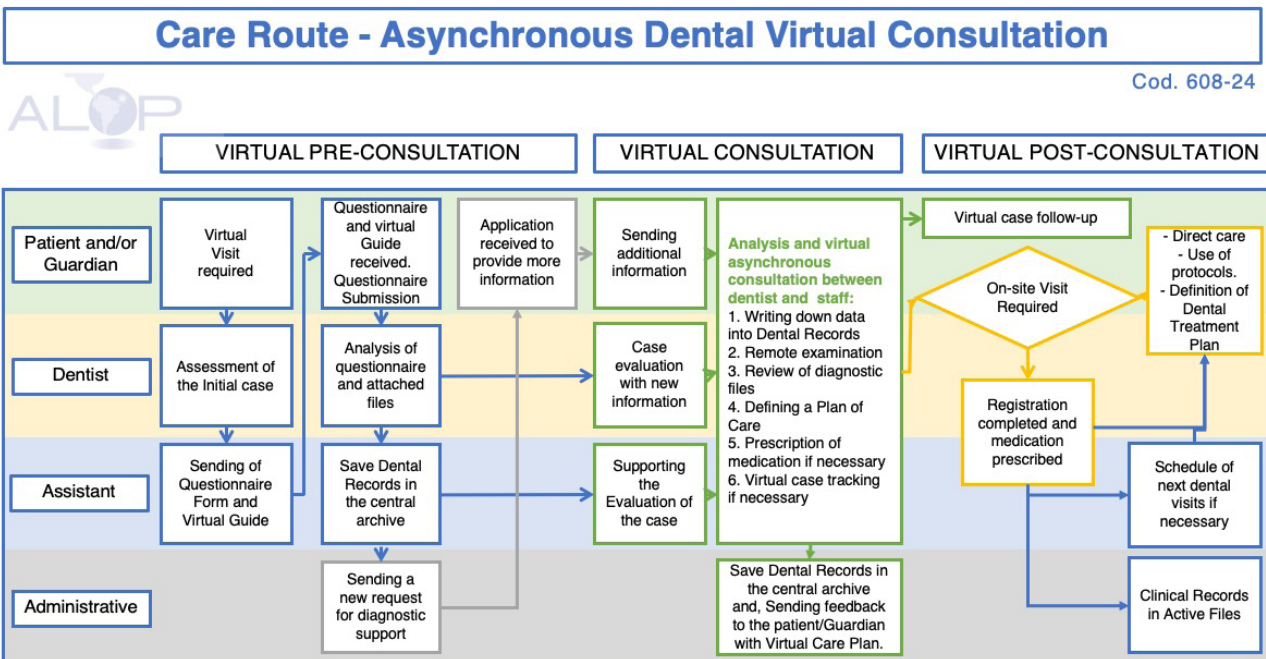 Care Route - Asynchronous Dental Virtual Consultation
Cod. 608-24
ALOP
VIRTUAL PRE-CONSULTATION
VIRTUAL CONSULTATION
VIRTUAL POST-CONSULTATION
Patient and/or
Guardian
Virtual
Visit
required
Questionnaire
and virtual
Guide
received.
Questionnaire
Submission
Application
received to
provide more
information
Sending
additional
information
Analysis and virtual
asynchronous
consultation between
dentist and staff:
1. Writing down data
into Dental Records
2. Remote examination
3. Review of diagnostic
files
4. Defining a Plan of
Care
5. Prescription of
medication if necessary
6. Virtual case tracking
if necessary
Virtual case follow-up
On-site Visit
Required
- Direct care
- Use of
protocols.
- Definition of
Dental
Treatment
Plan
Dentist
Assessment of
the Initial case
Analysis of
questionnaire
and attached
files
Case
evaluation
with new
information
Registration
completed and
medication
prescribed
Assistant
Sending of
Questionnaire
Form and
Virtual Guide
Save Dental
Records in
the central
archive
Supporting
the
Evaluation of
the case
Schedule of
next dental
visits if
necessary
Administrative
Sending a
new request
for diagnostic
support
Save Dental Records in
the central archive
and, Sending feedback
to the patient/Guardian
with Virtual Care Plan.
Clinical Records
in Active Files